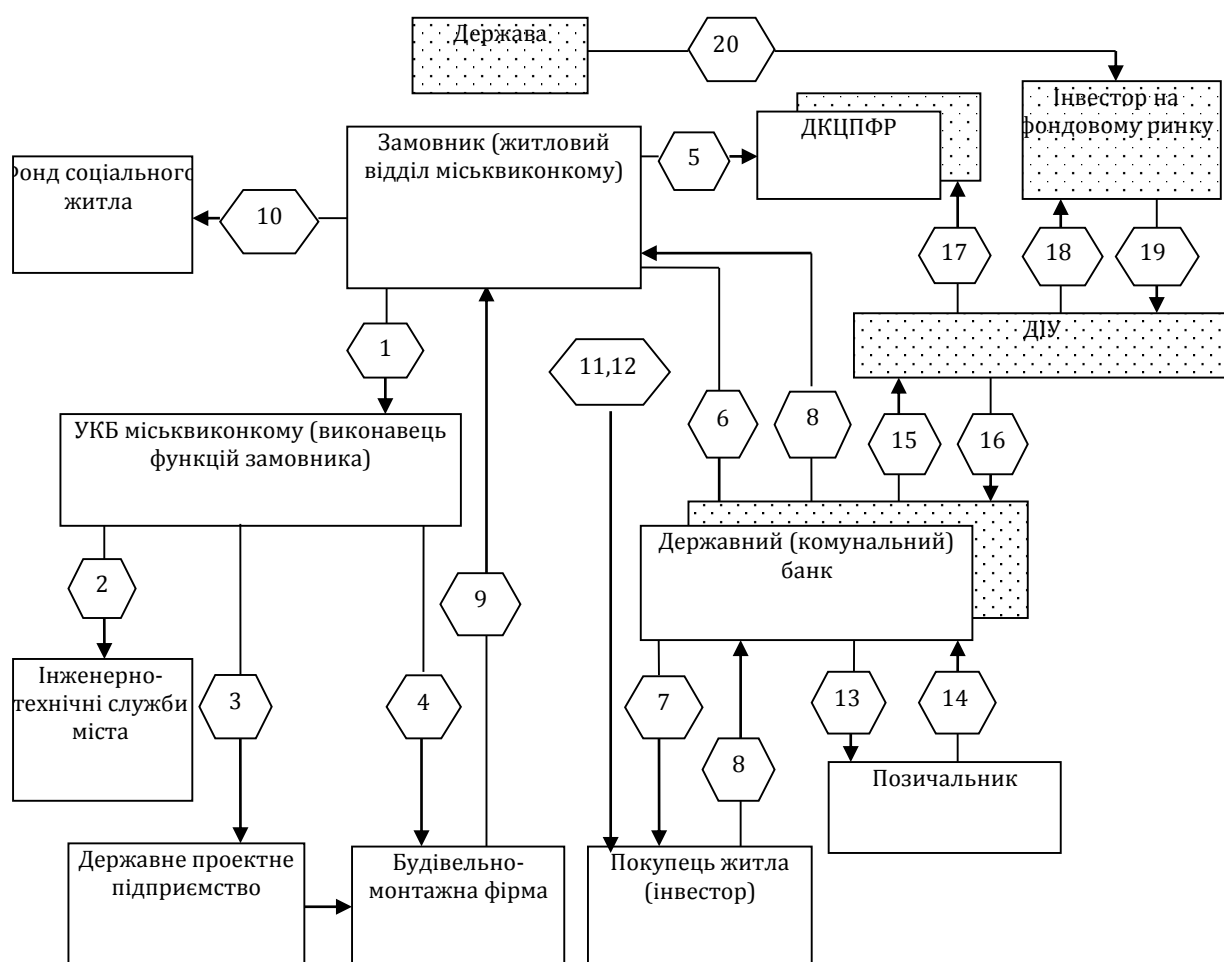 Держава
20
Інвестор на
фондовому ринку
ДКЦПФР
Замовник (житловий
відділ міськвиконкому)
5
Фонд соціального
житла
10
17
18
19
1
ДІУ
11,12
6
8
15
16
УКБ міськвиконкому (виконавець
функцій замовника)
Державний (комунальний)
банк
2
9
Інженерно-
технічні служби
міста
3
4
7
8
13
14
Позичальник
Державне проектне
підприємство
Будівельно-
монтажна фірма
Покупець житла
(інвестор)